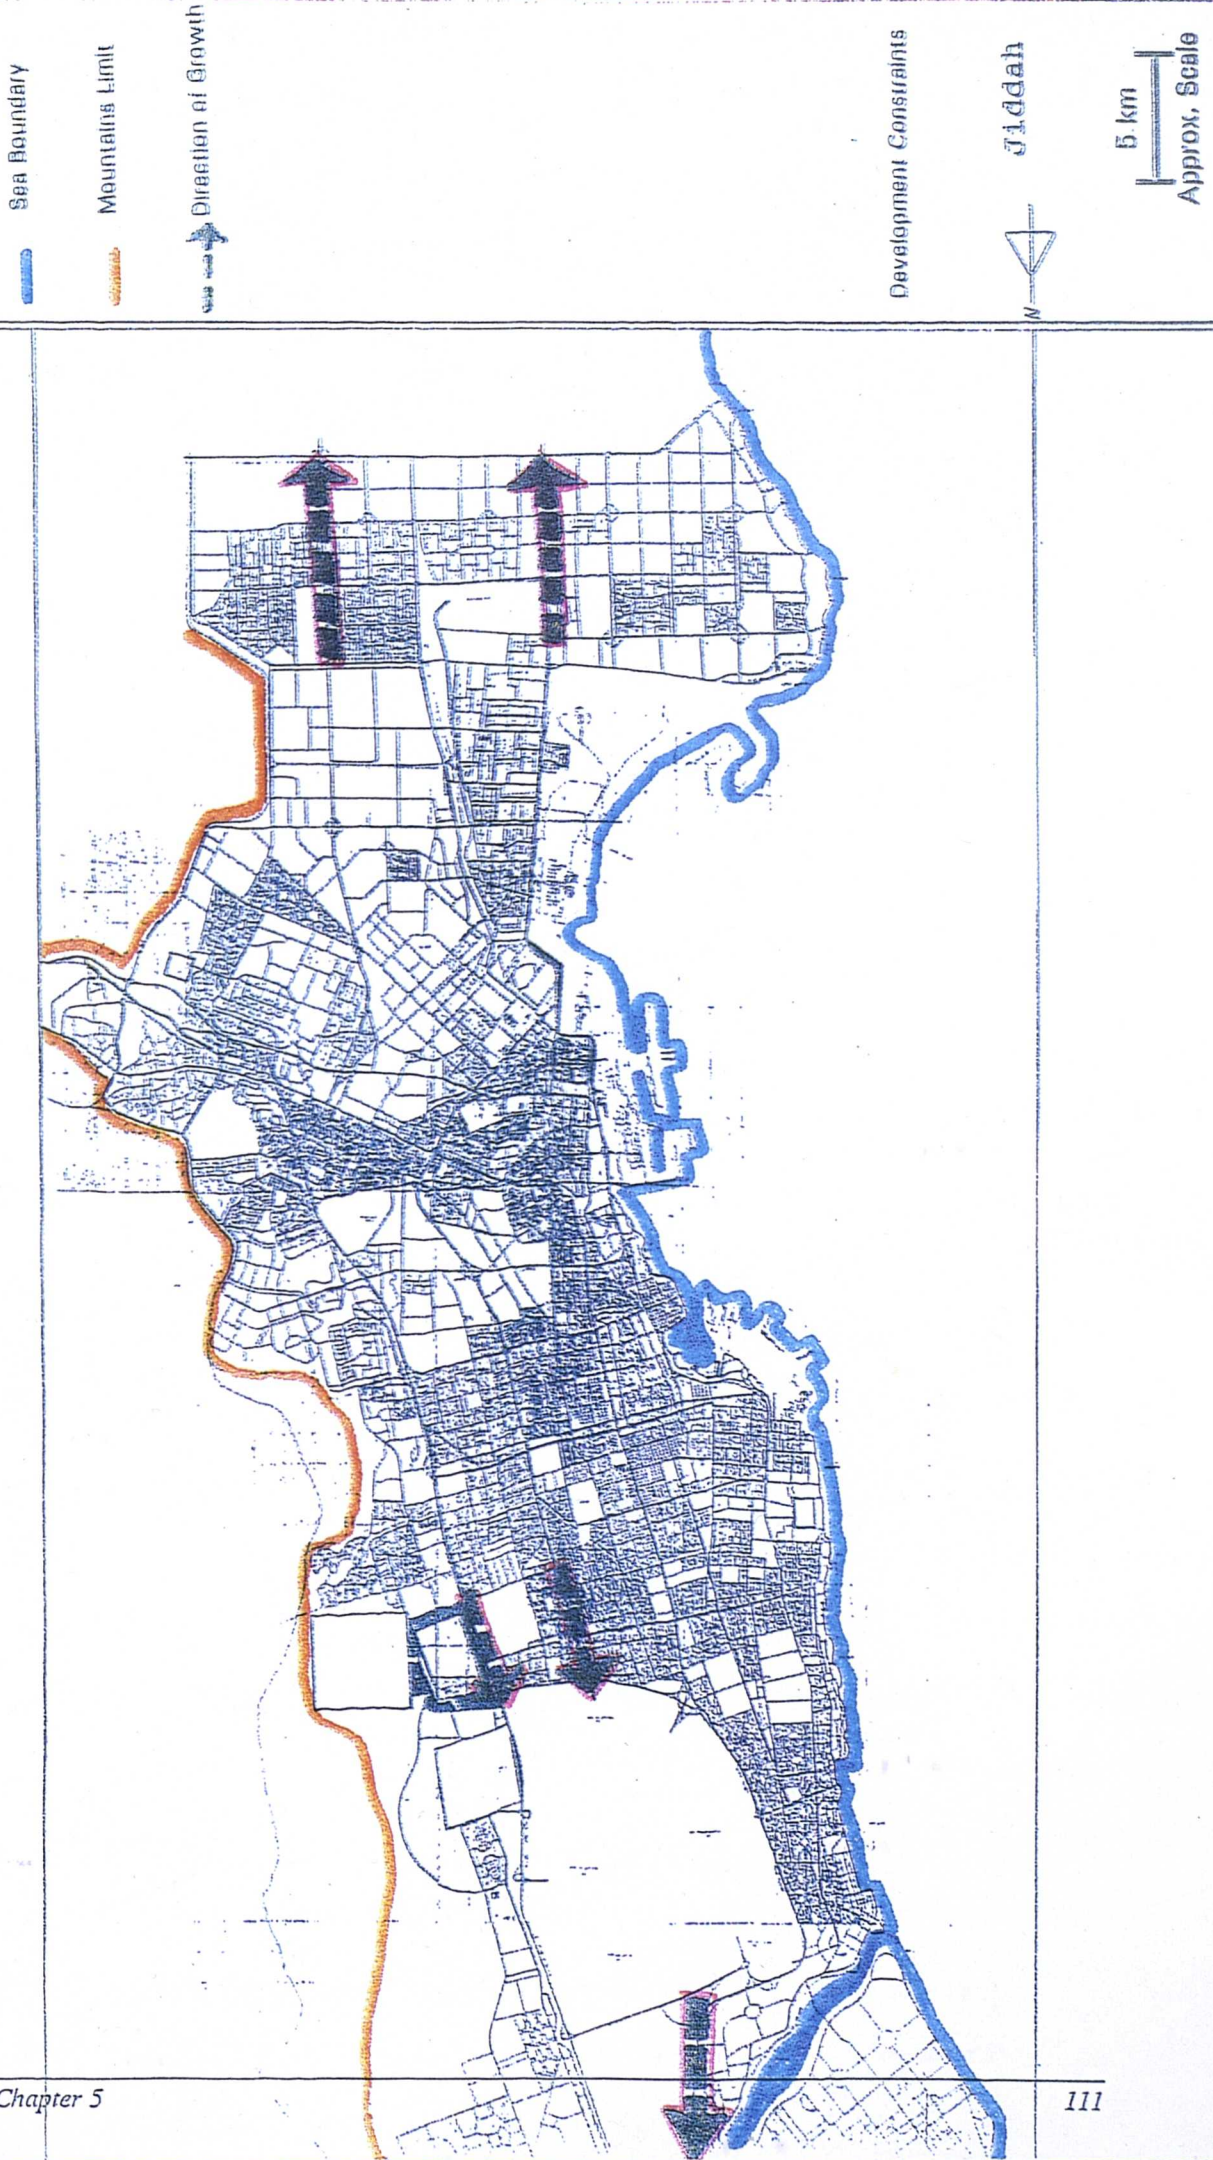 Sea Boundary
Mountains Limit
Direction of Growth
Development Constraints
Jiddah
N
5 km
Approx. Scale
Chapter 5
111